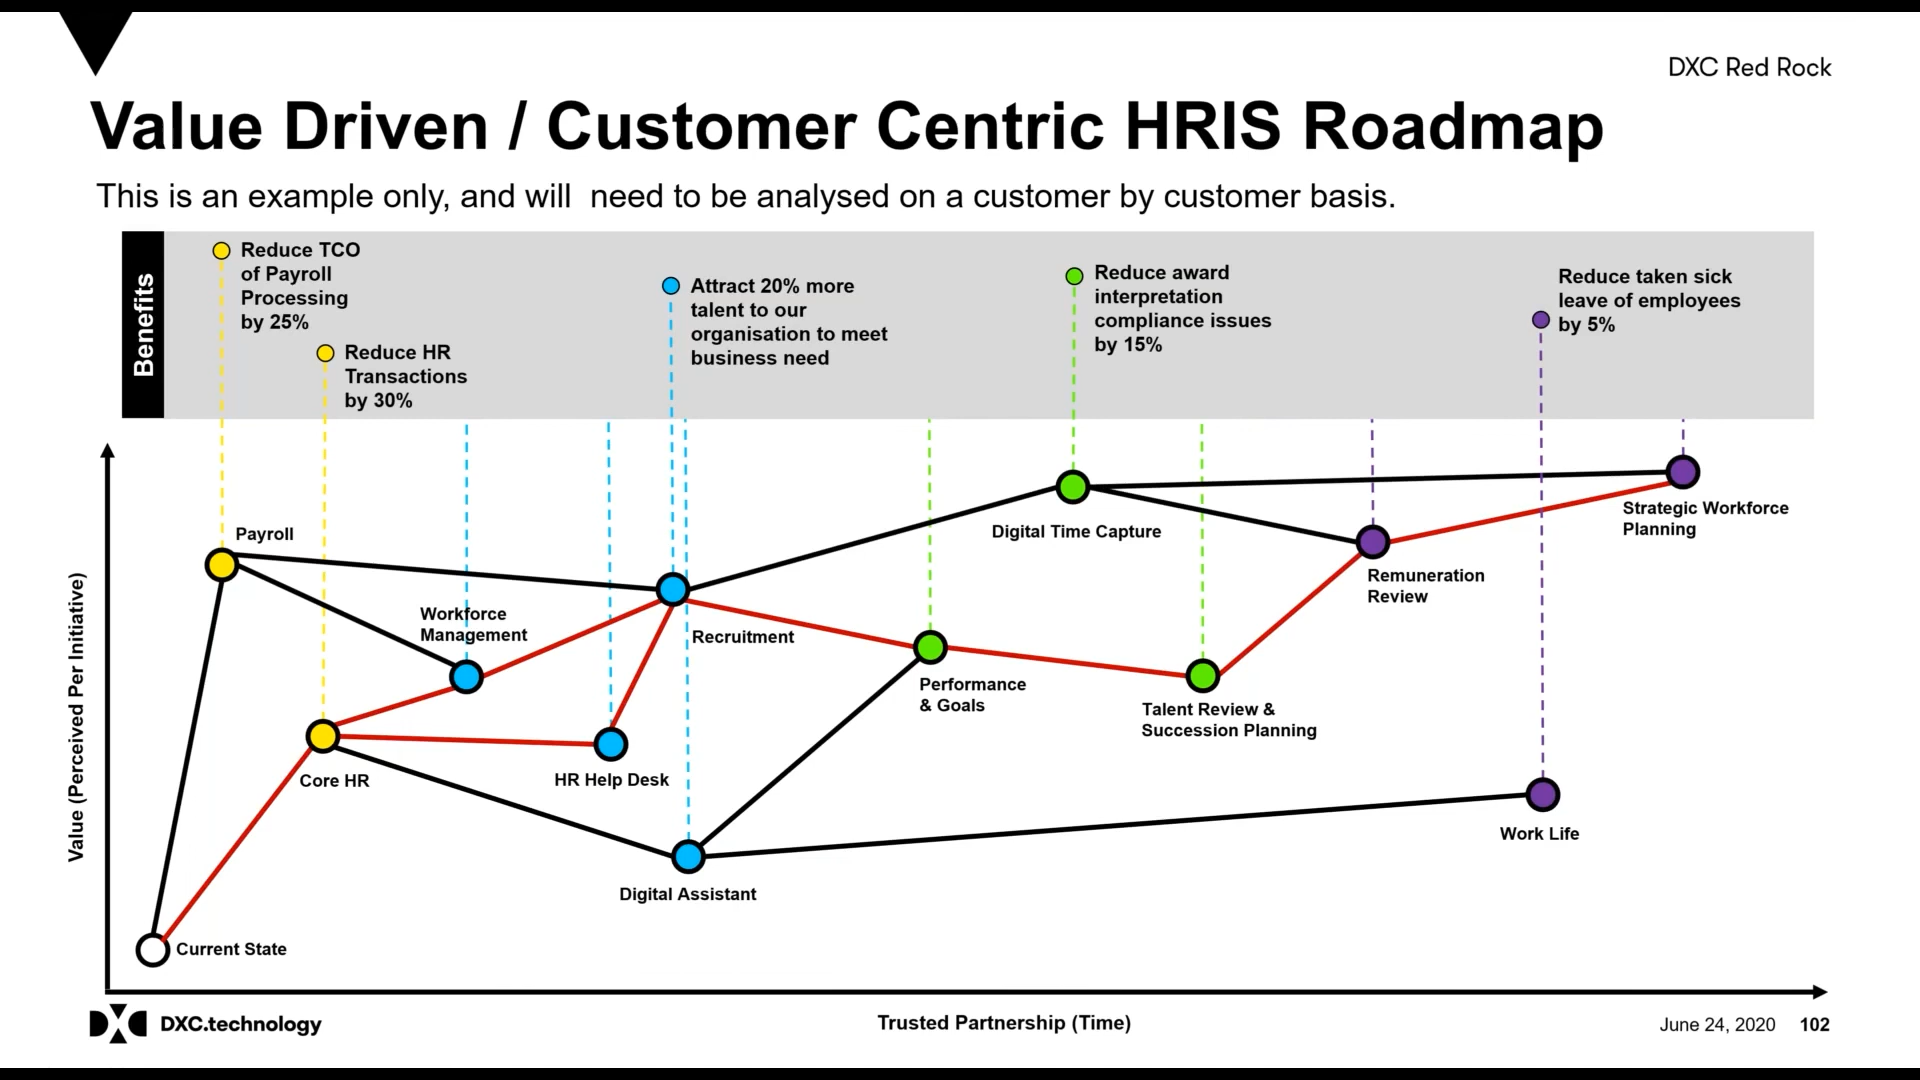 DXC Red Rock
Value Driven / Customer Centric HRIS Roadmap
This is an example only, and will  need to be analysed on a customer by customer basis.
Benefits
Reduce TCO
of Payroll
Processing
by 25%
Reduce HR
Transactions
by 30%
Attract 20% more
talent to our
organisation to meet
business need
Reduce award
interpretation
compliance issues
by 15%
Reduce taken sick
leave of employees
by 5%
Value (Perceived Per Initiative)
Payroll
Workforce
Management
Core HR
HR Help Desk
Recruitment
Digital Assistant
Current State
Digital Time Capture
Performance
& Goals
Talent Review &
Succession Planning
Remuneration
Review
Strategic Workforce
Planning
Work Life
DXC.technology
Trusted Partnership (Time)
June 24, 2020 102